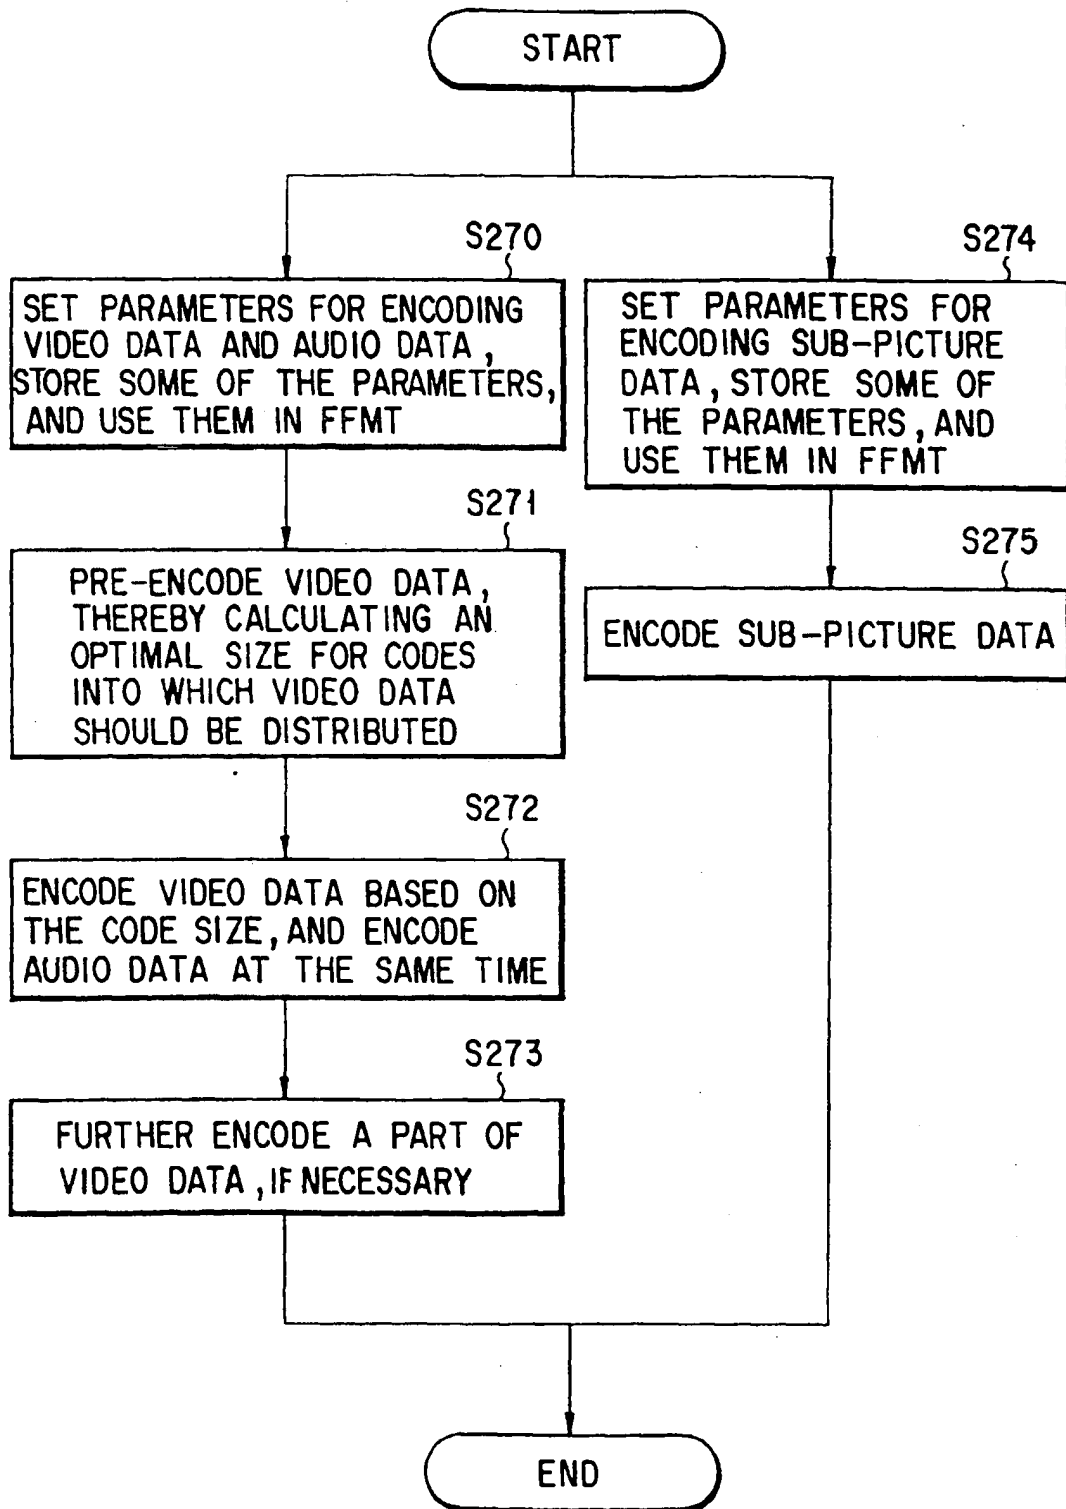 START
S270
SET PARAMETERS FOR ENCODING
VIDEO DATA AND AUDIO DATA,
STORE SOME OF THE PARAMETERS,
AND USE THEM IN FFMT
S271
PRE-ENCODE VIDEO DATA,
THEREBY CALCULATING AN
OPTIMAL SIZE FOR CODES
INTO WHICH VIDEO DATA
SHOULD BE DISTRIBUTED
S272
ENCODE VIDEO DATA BASED ON
THE CODE SIZE, AND ENCODE
AUDIO DATA AT THE SAME TIME
S273
FURTHER ENCODE A PART OF
VIDEO DATA, IF NECESSARY
S274
SET PARAMETERS FOR
ENCODING SUB-PICTURE
DATA, STORE SOME OF
THE PARAMETERS, AND
USE THEM IN FFMT
S275
ENCODE SUB-PICTURE DATA
END